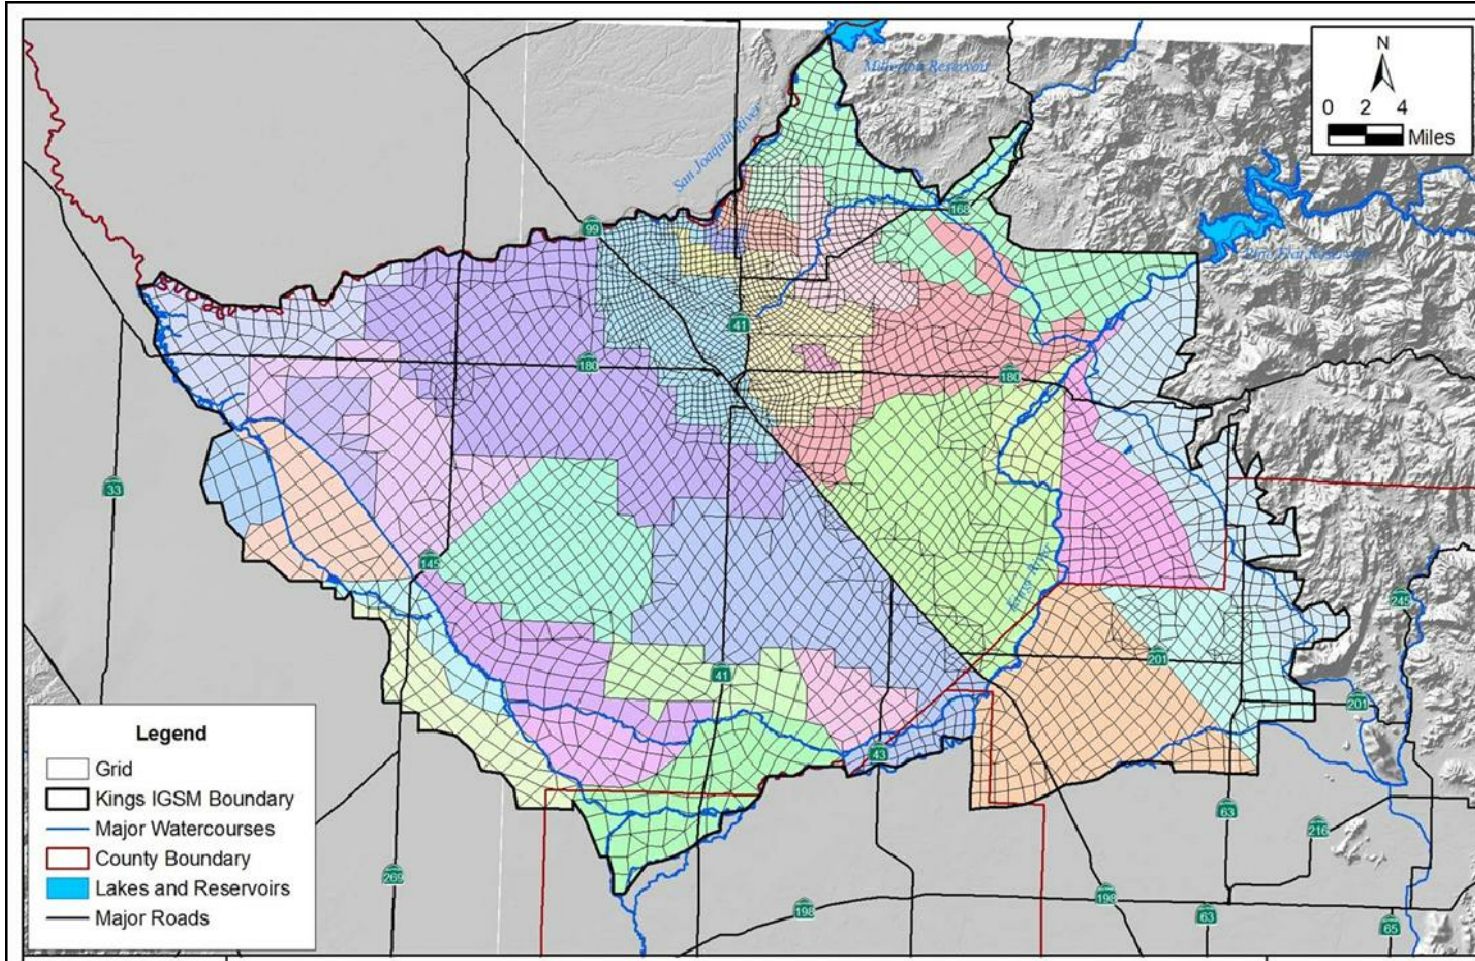 N
0 2 4
Miles
Millerton Reservoir
San Joaquin River
168
99
Pine Flat Reservoir
41
180
180
33
145
Kings River
245
201
41
201
43
63
216
269
198
198
63
65
Legend
Grid
Kings IGSM Boundary
Major Watercourses
County Boundary
Lakes and Reservoirs
Major Roads